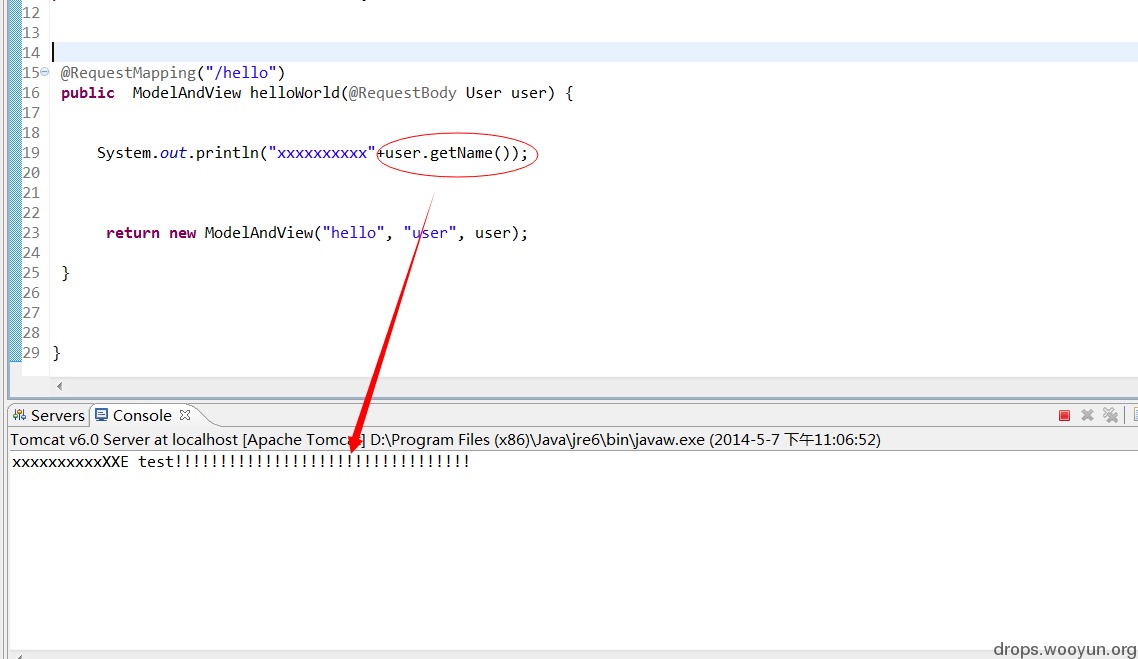 12
13
14
15 @RequestMapping("/hello")
16 public ModelAndView helloWorld(@RequestBody User user) {
17
18
19 System.out.println("xxxxxxxxxx"+user.getName());
20
21
22
23 return new ModelAndView("hello", "user", user);
24
25 }
26
27
28
29 }
Servers Console
Tomcat v6.0 Server at localhost [Apache Tomcat] D:\Program Files (x86)\Java\jre6\bin\javaw.exe (2014-5-7 下午11:06:52)
xxxxxxxxxxXXE test!!!!!!!!!!!!!!!!!!!!!!!!!!!!!!!!!
drops.wooyun.org